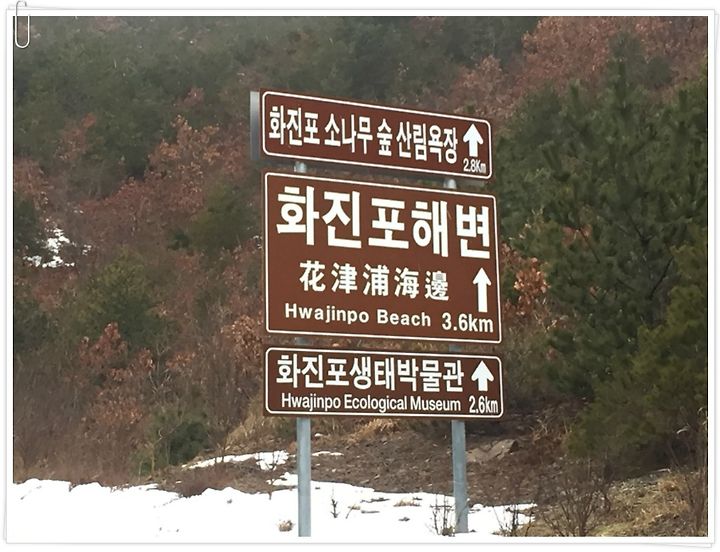 화진포 소나무 숲 산림욕장 ↑
2.8Km
화진포해변
花津浦海邊 ↑
Hwajinpo Beach 3.6km
화진포생태박물관 ↑
Hwajinpo Ecological Museum 2.6km